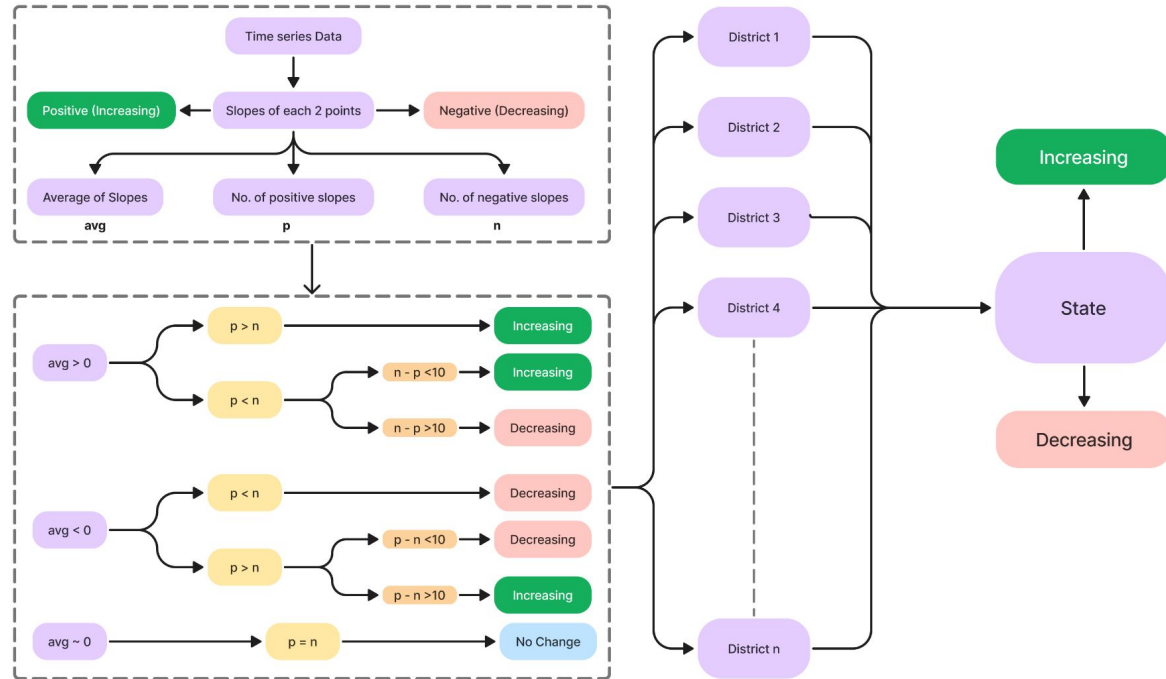 Time series Data
Positive (Increasing)
Slopes of each 2 points
Negative (Decreasing)
Average of Slopes
No. of positive slopes
No. of negative slopes
avg
p
n
avg > 0
p > n
Increasing
p < n
n - p <10
Increasing
n - p >10
Decreasing
avg < 0
p < n
Decreasing
p > n
p - n <10
Decreasing
p - n >10
Increasing
avg ~ 0
p = n
No Change
District 1
District 2
District 3
District 4
District n
Increasing
State
Decreasing